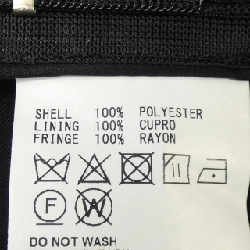 SHELL 100% POLYESTER
LINING 100% CUPRO
FRINGE 100% RAYON
F W
DO NOT WASH